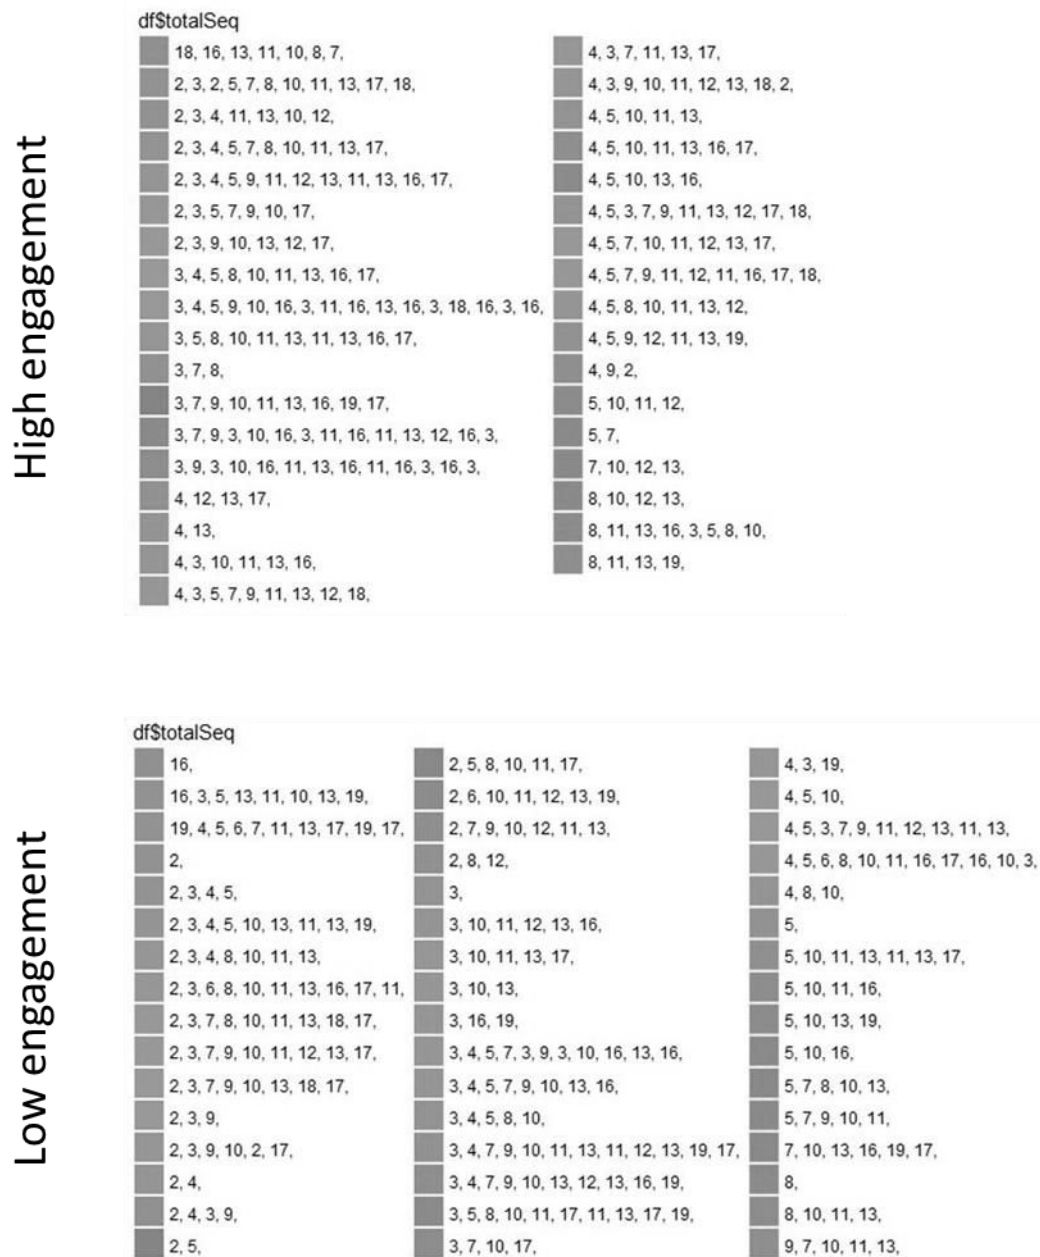 High engagement
df$totalSeq
18, 16, 13, 11, 10, 8, 7,
2, 3, 2, 5, 7, 8, 10, 11, 13, 17, 18,
2, 3, 4, 11, 13, 10, 12,
2, 3, 4, 5, 7, 8, 10, 11, 13, 17,
2, 3, 4, 5, 9, 11, 12, 13, 11, 13, 16, 17,
2, 3, 5, 7, 9, 10, 17,
2, 3, 9, 10, 13, 12, 17,
3, 4, 5, 8, 10, 11, 13, 16, 17,
3, 4, 5, 9, 10, 16, 3, 11, 16, 13, 16, 3, 18, 16, 3, 16,
3, 5, 8, 10, 11, 13, 11, 13, 16, 17,
3, 7, 8,
3, 7, 9, 10, 11, 13, 16, 19, 17,
3, 7, 9, 3, 10, 16, 3, 11, 16, 11, 13, 12, 16, 3,
3, 9, 3, 10, 16, 11, 13, 16, 11, 16, 3, 16, 3,
4, 12, 13, 17,
4, 13,
4, 3, 10, 11, 13, 16,
4, 3, 5, 7, 9, 11, 13, 12, 18,
4, 3, 7, 11, 13, 17,
4, 3, 9, 10, 11, 12, 13, 18, 2,
4, 5, 10, 11, 13,
4, 5, 10, 11, 13, 16, 17,
4, 5, 10, 13, 16,
4, 5, 3, 7, 9, 11, 13, 12, 17, 18,
4, 5, 7, 10, 11, 12, 13, 17,
4, 5, 7, 9, 11, 12, 11, 16, 17, 18,
4, 5, 8, 10, 11, 13, 12,
4, 5, 9, 12, 11, 13, 19,
4, 9, 2,
5, 10, 11, 12,
5, 7,
7, 10, 12, 13,
8, 10, 12, 13,
8, 11, 13, 16, 3, 5, 8, 10,
8, 11, 13, 19,
Low engagement
df$totalSeq
16,
16, 3, 5, 13, 11, 10, 13, 19,
19, 4, 5, 6, 7, 11, 13, 17, 19, 17,
2,
2, 3, 4, 5,
2, 3, 4, 5, 10, 13, 11, 13, 19,
2, 3, 4, 8, 10, 11, 13,
2, 3, 6, 8, 10, 11, 13, 16, 17, 11,
2, 3, 7, 8, 10, 11, 13, 18, 17,
2, 3, 7, 9, 10, 11, 12, 13, 17,
2, 3, 7, 9, 10, 13, 18, 17,
2, 3, 9,
2, 3, 9, 10, 2, 17,
2, 4,
2, 4, 3, 9,
2, 5,
2, 5, 8, 10, 11, 17,
2, 6, 10, 11, 12, 13, 19,
2, 7, 9, 10, 12, 11, 13,
2, 8, 12,
3,
3, 10, 11, 12, 13, 16,
3, 10, 11, 13, 17,
3, 10, 13,
3, 16, 19,
3, 4, 5, 7, 3, 9, 3, 10, 16, 13, 16,
3, 4, 5, 7, 9, 10, 13, 16,
3, 4, 5, 8, 10,
3, 4, 7, 9, 10, 11, 13, 11, 12, 13, 19, 17,
3, 4, 7, 9, 10, 13, 12, 13, 16, 19,
3, 5, 8, 10, 11, 17, 11, 13, 17, 19,
3, 7, 10, 17,
4, 3, 19,
4, 5, 10,
4, 5, 3, 7, 9, 11, 12, 13, 11, 13,
4, 5, 6, 8, 10, 11, 16, 17, 16, 10, 3,
4, 8, 10,
5,
5, 10, 11, 13, 11, 13, 17,
5, 10, 11, 16,
5, 10, 13, 19,
5, 10, 16,
5, 7, 8, 10, 13,
5, 7, 9, 10, 11,
7, 10, 13, 16, 19, 17,
8,
8, 10, 11, 13,
9, 7, 10, 11, 13,